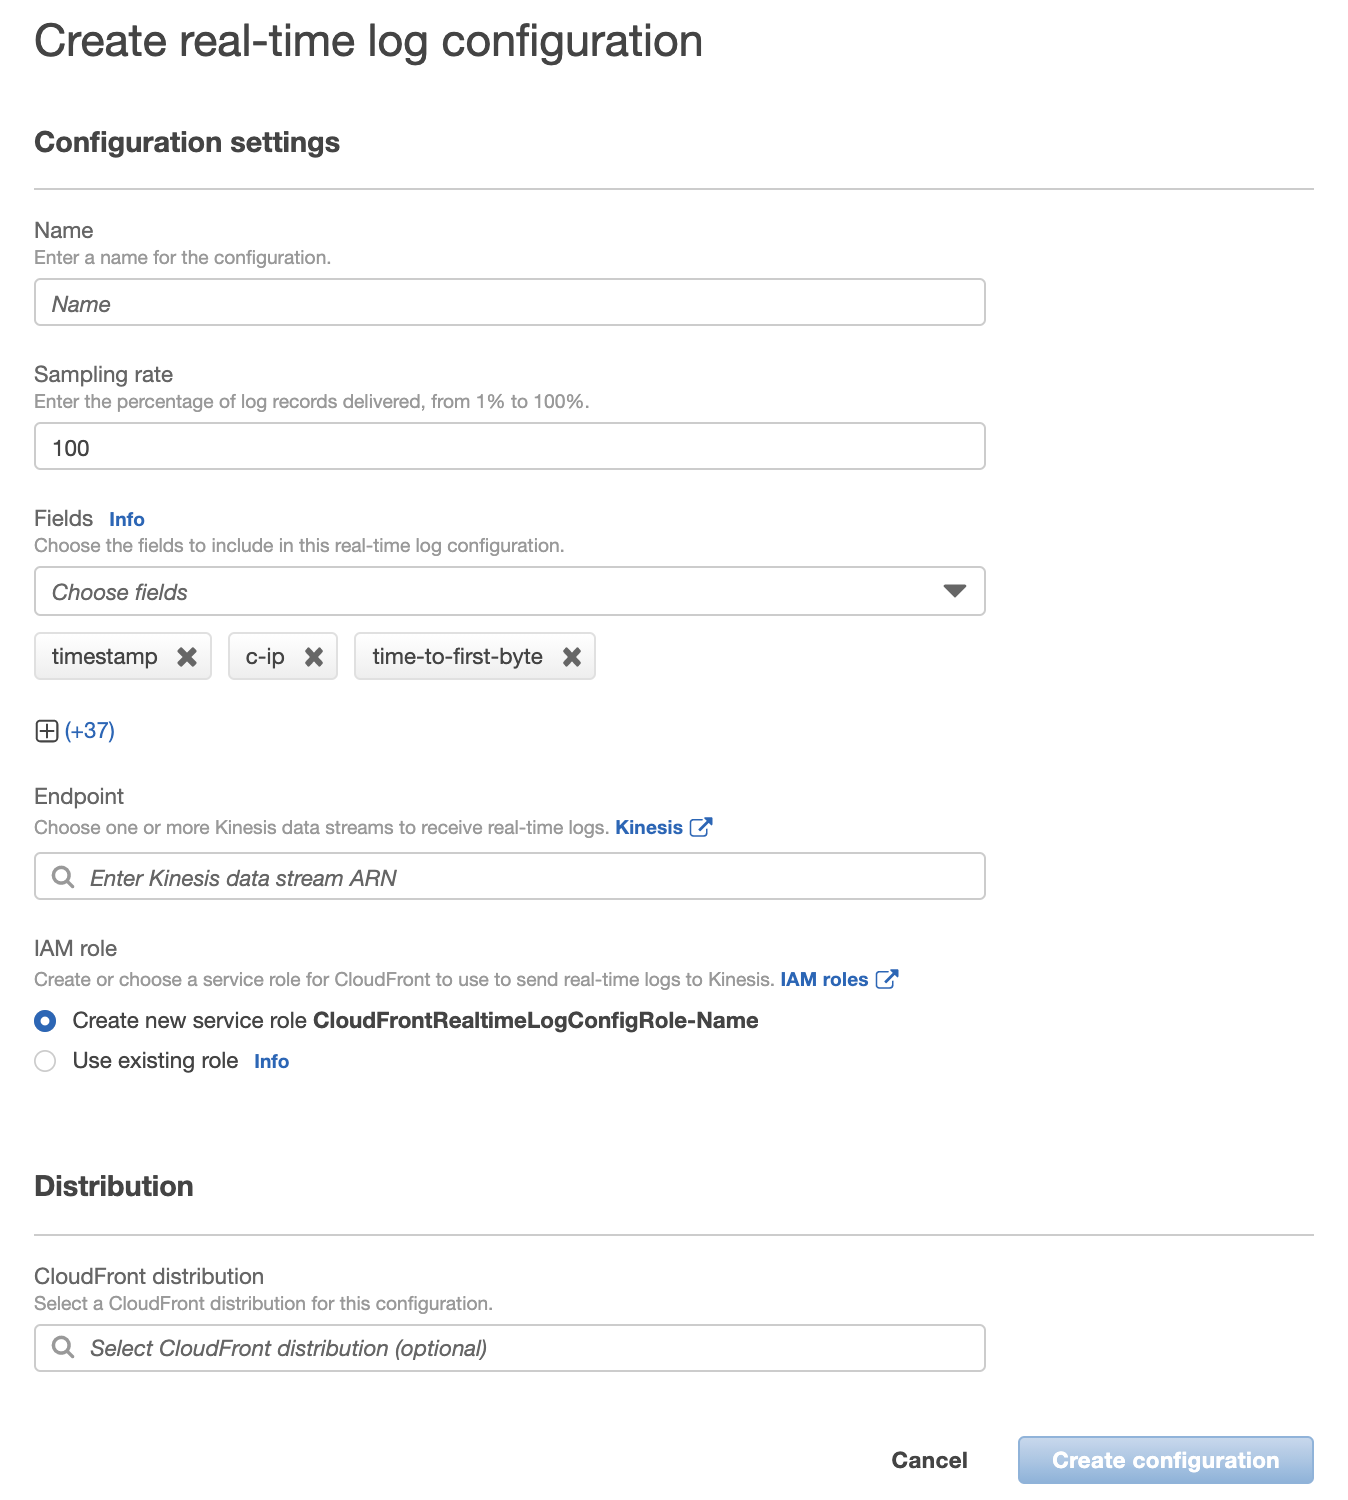 Create real-time log configuration
Configuration settings
Name
Enter a name for the configuration.
Name
Sampling rate
Enter the percentage of log records delivered, from 1% to 100%.
100
Fields Info
Choose the fields to include in this real-time log configuration.
Choose fields
timestamp c-ip time-to-first-byte
(+37)
Endpoint
Choose one or more Kinesis data streams to receive real-time logs. Kinesis
Enter Kinesis data stream ARN
IAM role
Create or choose a service role for CloudFront to use to send real-time logs to Kinesis. IAM roles
Create new service role CloudFrontRealtimeLogConfigRole-Name
Use existing role Info
Distribution
CloudFront distribution
Select a CloudFront distribution for this configuration.
Select CloudFront distribution (optional)
Cancel Create configuration